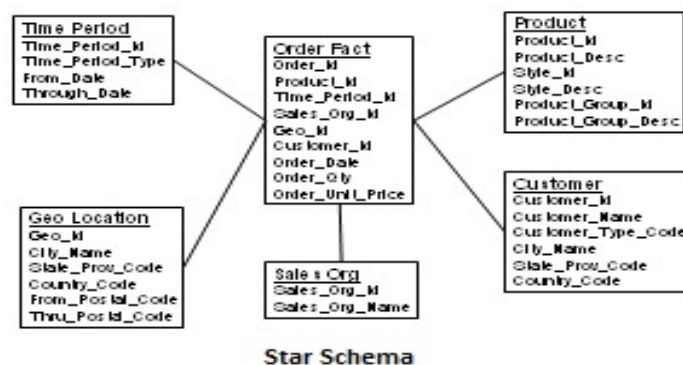 Time Period
Time_Period_Id
Time_Period_Type
From_Date
Through_Date
Order Fact
Order_Id
Product_Id
Time_Period_Id
Sales_Org_Id
Geo_Id
Customer_Id
Order_Date
Order_Qty
Order_Unit_Price
Product
Product_Id
Product_Desc
Style_Id
Style_Desc
Product_Group_Id
Product_Group_Desc
Geo Location
Geo_Id
City_Name
State_Prov_Code
Country_Code
From_Postal_Code
Thru_Postal_Code
Sales Org
Sales_Org_Id
Sales_Org_Name
Customer
Customer_Id
Customer_Name
Customer_Type_Code
City_Name
State_Prov_Code
Country_Code
Star Schema